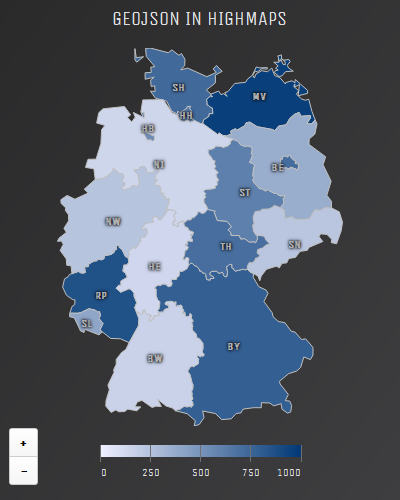 GEOJSON IN HIGHMAPS
SH
MV
HH
HB
NI
BE
ST
NW
TH
SN
HE
RP
SL
BY
BW
+
−
0 250 500 750 1000